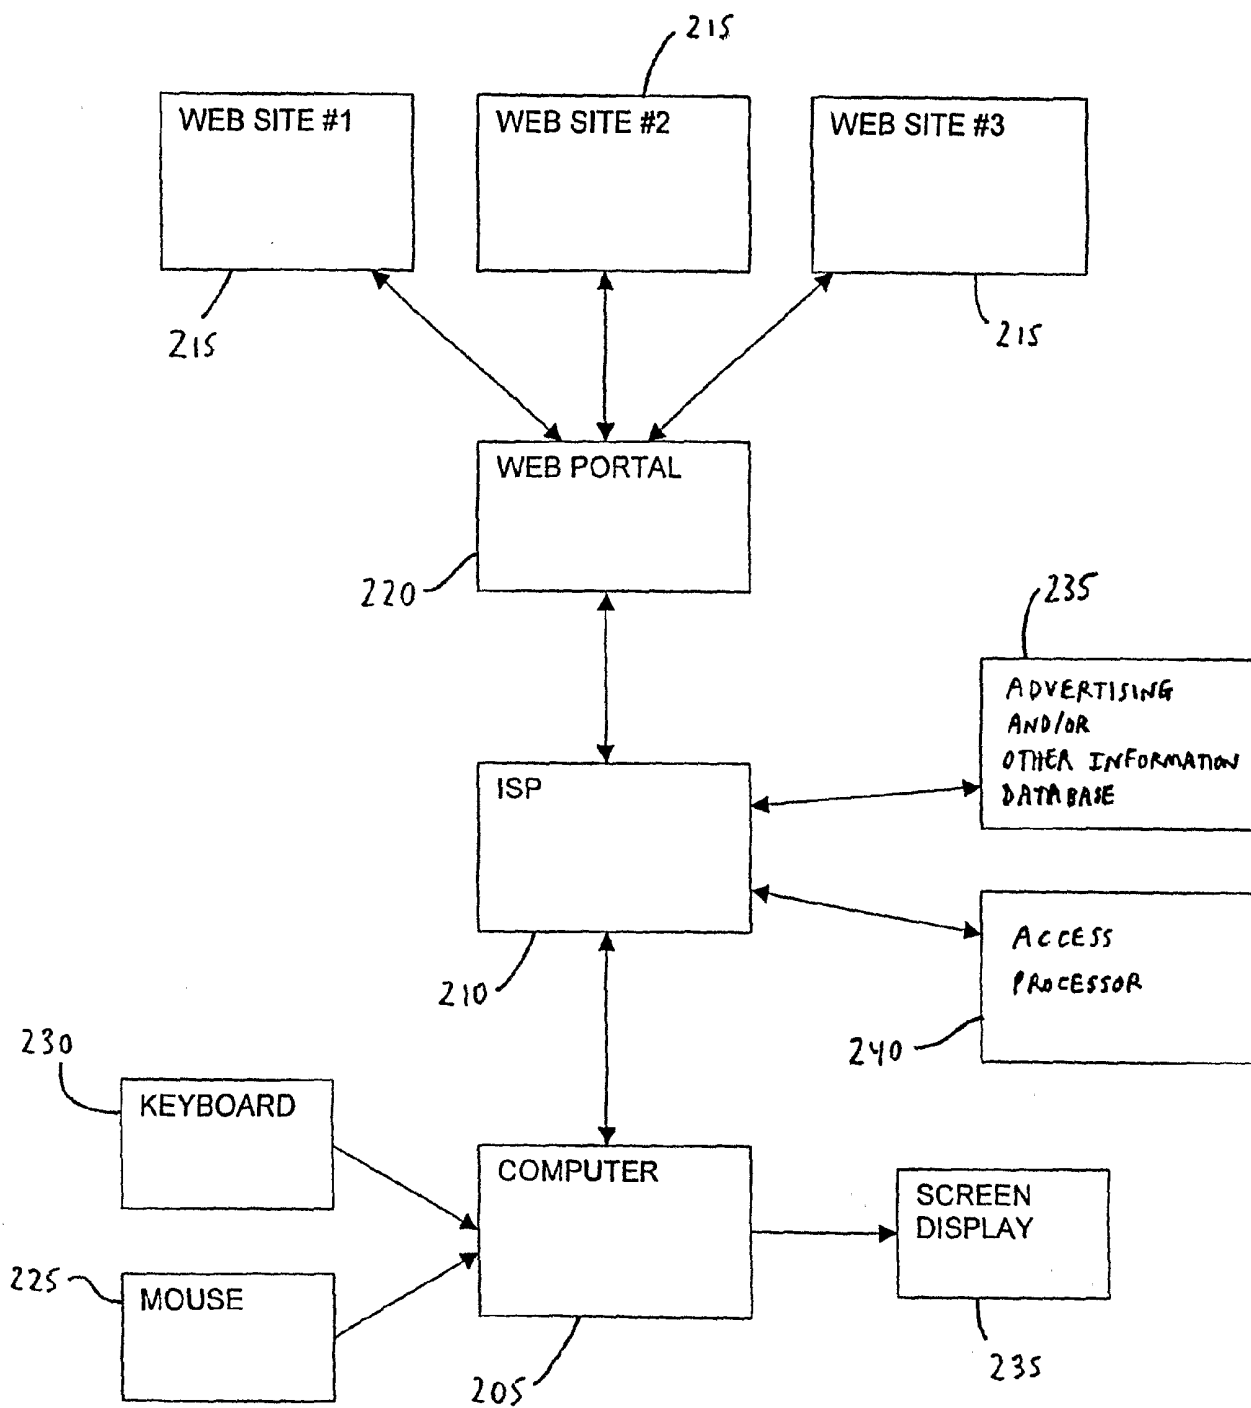 215
WEB SITE #1
WEB SITE #2
WEB SITE #3
215
215
WEB PORTAL
220
235
ADVERTISING
AND/OR
OTHER INFORMATION
DATABASE
ISP
210
ACCESS
PROCESSOR
240
230
KEYBOARD
COMPUTER
SCREEN
DISPLAY
225
MOUSE
205
235